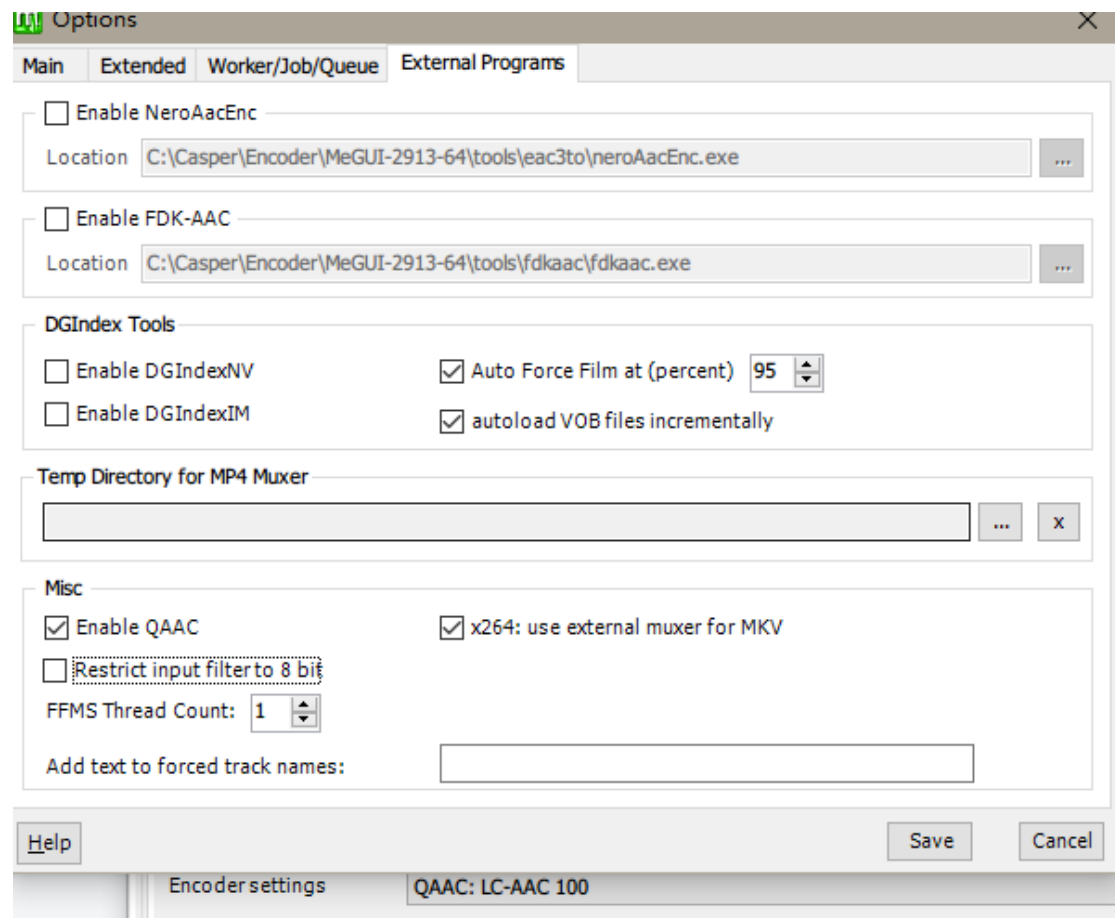 Options
Main Extended Worker/Job/Queue External Programs
Enable NeroAacEnc
Location C:\Casper\Encoder\MeGUI-2913-64\tools\eac3to\neroAacEnc.exe ...
Enable FDK-AAC
Location C:\Casper\Encoder\MeGUI-2913-64\tools\fdkaac\fdkaac.exe ...
DGIndex Tools
Enable DGIndexNV Auto Force Film at (percent) 95
Enable DGIndexIM autoload VOB files incrementally
Temp Directory for MP4 Muxer
... x
Misc
Enable QAAC x264: use external muxer for MKV
Restrict input filter to 8 bit
FFMS Thread Count: 1
Add text to forced track names:
Help Save Cancel
Encoder settings QAAC: LC-AAC 100